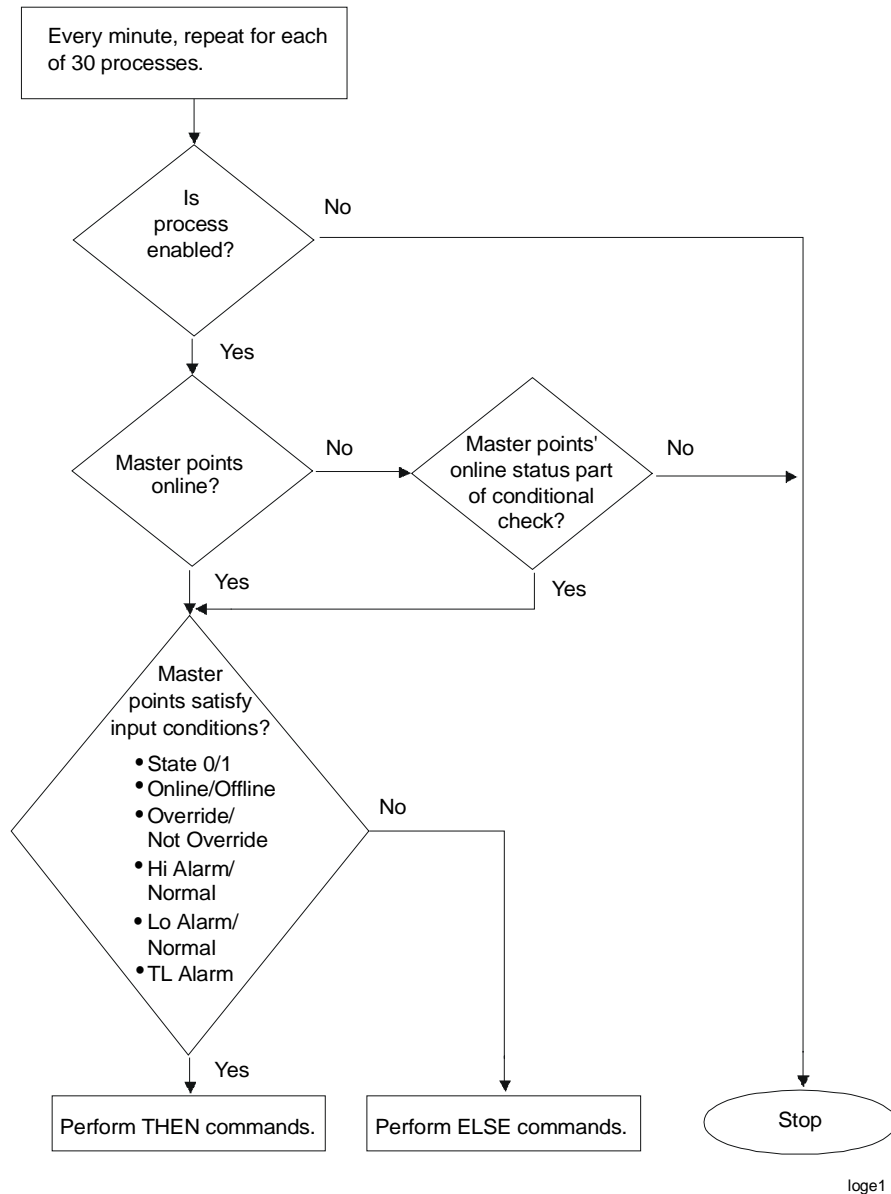 Every minute, repeat for each
of 30 processes.
Is
process
enabled?
No
Yes
Master points
online?
No
Master points'
online status part
of conditional
check?
No
Yes
Yes
Master
points satisfy
input conditions?
• State 0/1
• Online/Offline
• Override/
Not Override
• Hi Alarm/
Normal
• Lo Alarm/
Normal
• TL Alarm
No
Yes
Perform THEN commands.
Perform ELSE commands.
Stop
loge1